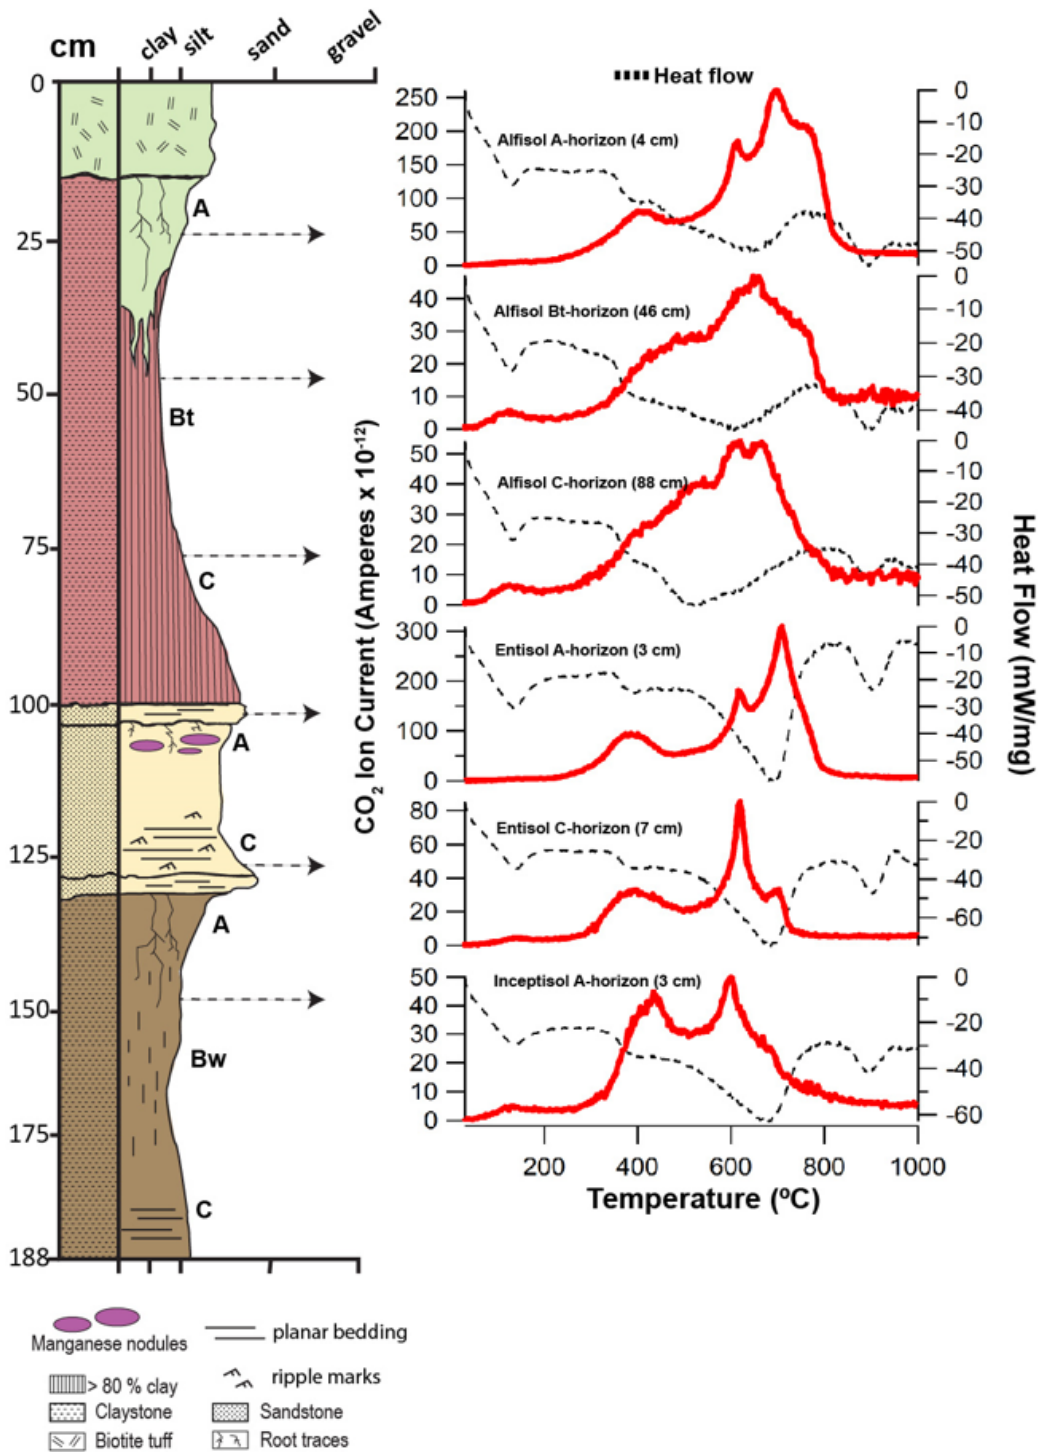 cm
clay
silt
sand
gravel
0
25
50
75
100
125
150
175
188
A
Bt
C
A
C
A
Bw
C
Heat flow
CO2 Ion Current (Amperes x 10-12)
Heat Flow (mW/mg)
Alfisol A-horizon (4 cm)
250
200
150
100
50
0
0
-10
-20
-30
-40
-50
Alfisol Bt-horizon (46 cm)
40
30
20
10
0
0
-10
-20
-30
-40
Alfisol C-horizon (88 cm)
50
40
30
20
10
0
0
-10
-20
-30
-40
-50
Entisol A-horizon (3 cm)
300
200
100
0
0
-10
-20
-30
-40
-50
Entisol C-horizon (7 cm)
80
60
40
20
0
0
-20
-40
-60
Inceptisol A-horizon (3 cm)
50
40
30
20
10
0
0
-20
-40
-60
200 400 600 800 1000
Temperature (ºC)
Manganese nodules
planar bedding
> 80 % clay
ripple marks
Claystone
Sandstone
Biotite tuff
Root traces